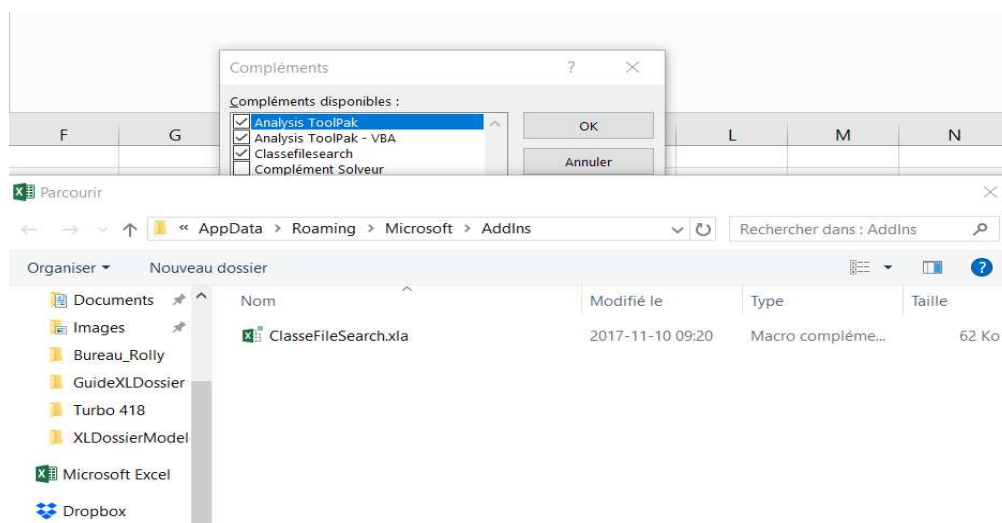 Compléments ?
Compléments disponibles :
Analysis ToolPak
Analysis ToolPak - VBA
Classefilesearch
Complément Solveur
OK
Annuler
F G L M N
Parcourir
« AppData > Roaming > Microsoft > AddIns
Rechercher dans : AddIns
Organiser Nouveau dossier ?
Nom Modifié le Type Taille
ClasseFileSearch.xla 2017-11-10 09:20 Macro compléme... 62 Ko
Documents
Images
Bureau_Rolly
GuideXLDossier
Turbo 418
XLDossierModel
Microsoft Excel
Dropbox